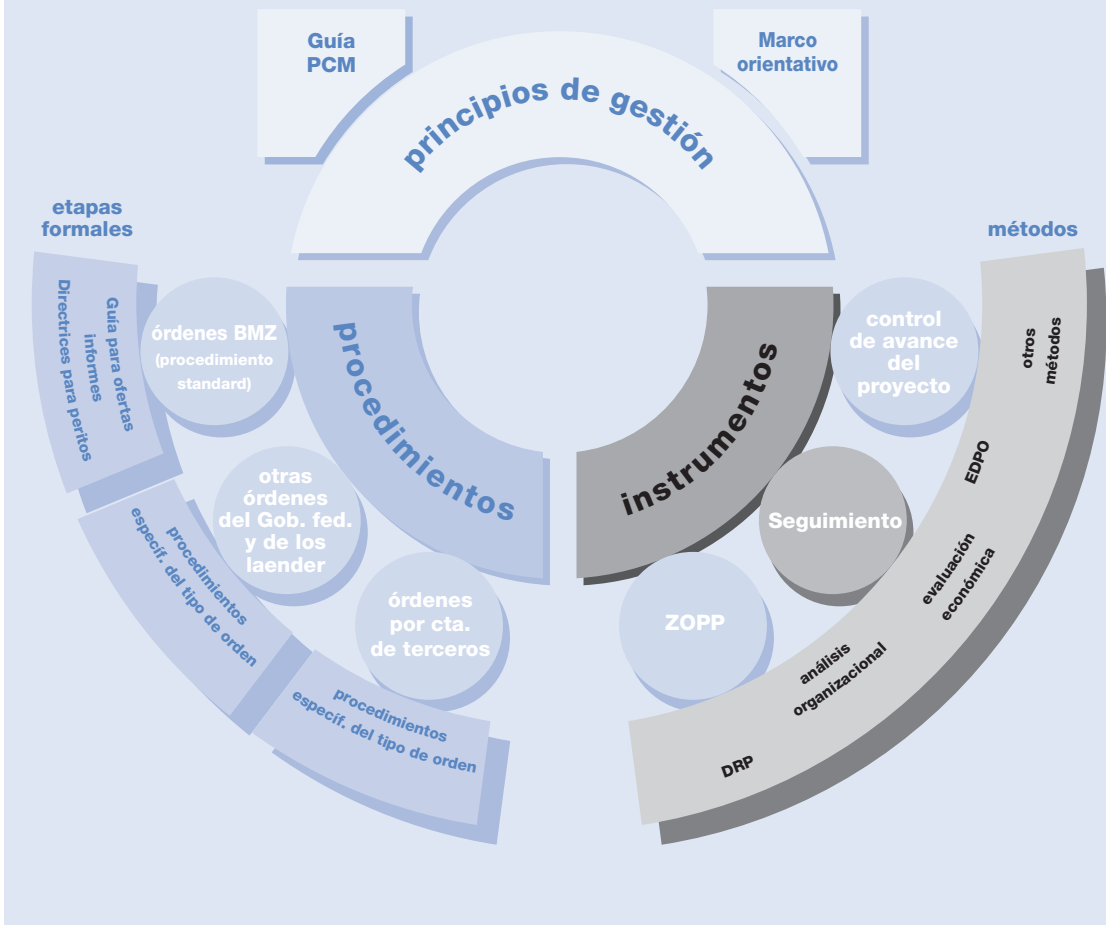 Guía
PCM
Marco
orientativo
principios de gestión
etapas
formales
métodos
Guía para ofertas
informes
Directrices para peritos
órdenes BMZ
(procedimiento
standard)
procedimientos
instrumentos
control
de avance
del
proyecto
otros
métodos
otras
órdenes
del Gob. fed.
y de los
laender
Seguimiento
EDPO
procedimientos
específ. del tipo de orden
órdenes
por cta.
de terceros
ZOPP
evaluación
económica
análisis
organizacional
procedimientos
específ. del tipo de orden
DRP